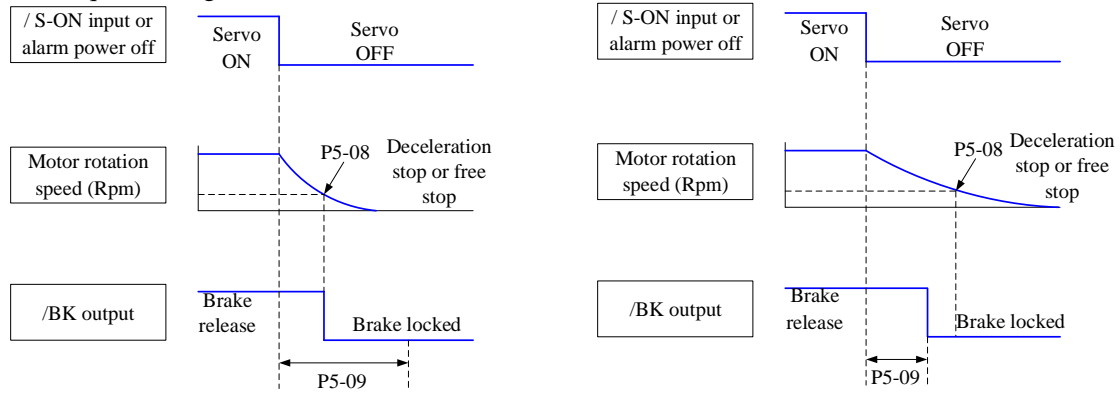 / S-ON input or
alarm power off
Servo
ON
Servo
OFF
Motor rotation
speed (Rpm)
P5-08
Deceleration
stop or free
stop
/BK output
Brake
release
Brake locked
P5-09
/ S-ON input or
alarm power off
Servo
ON
Servo
OFF
Motor rotation
speed (Rpm)
P5-08
Deceleration
stop or free
stop
/BK output
Brake
release
Brake locked
P5-09